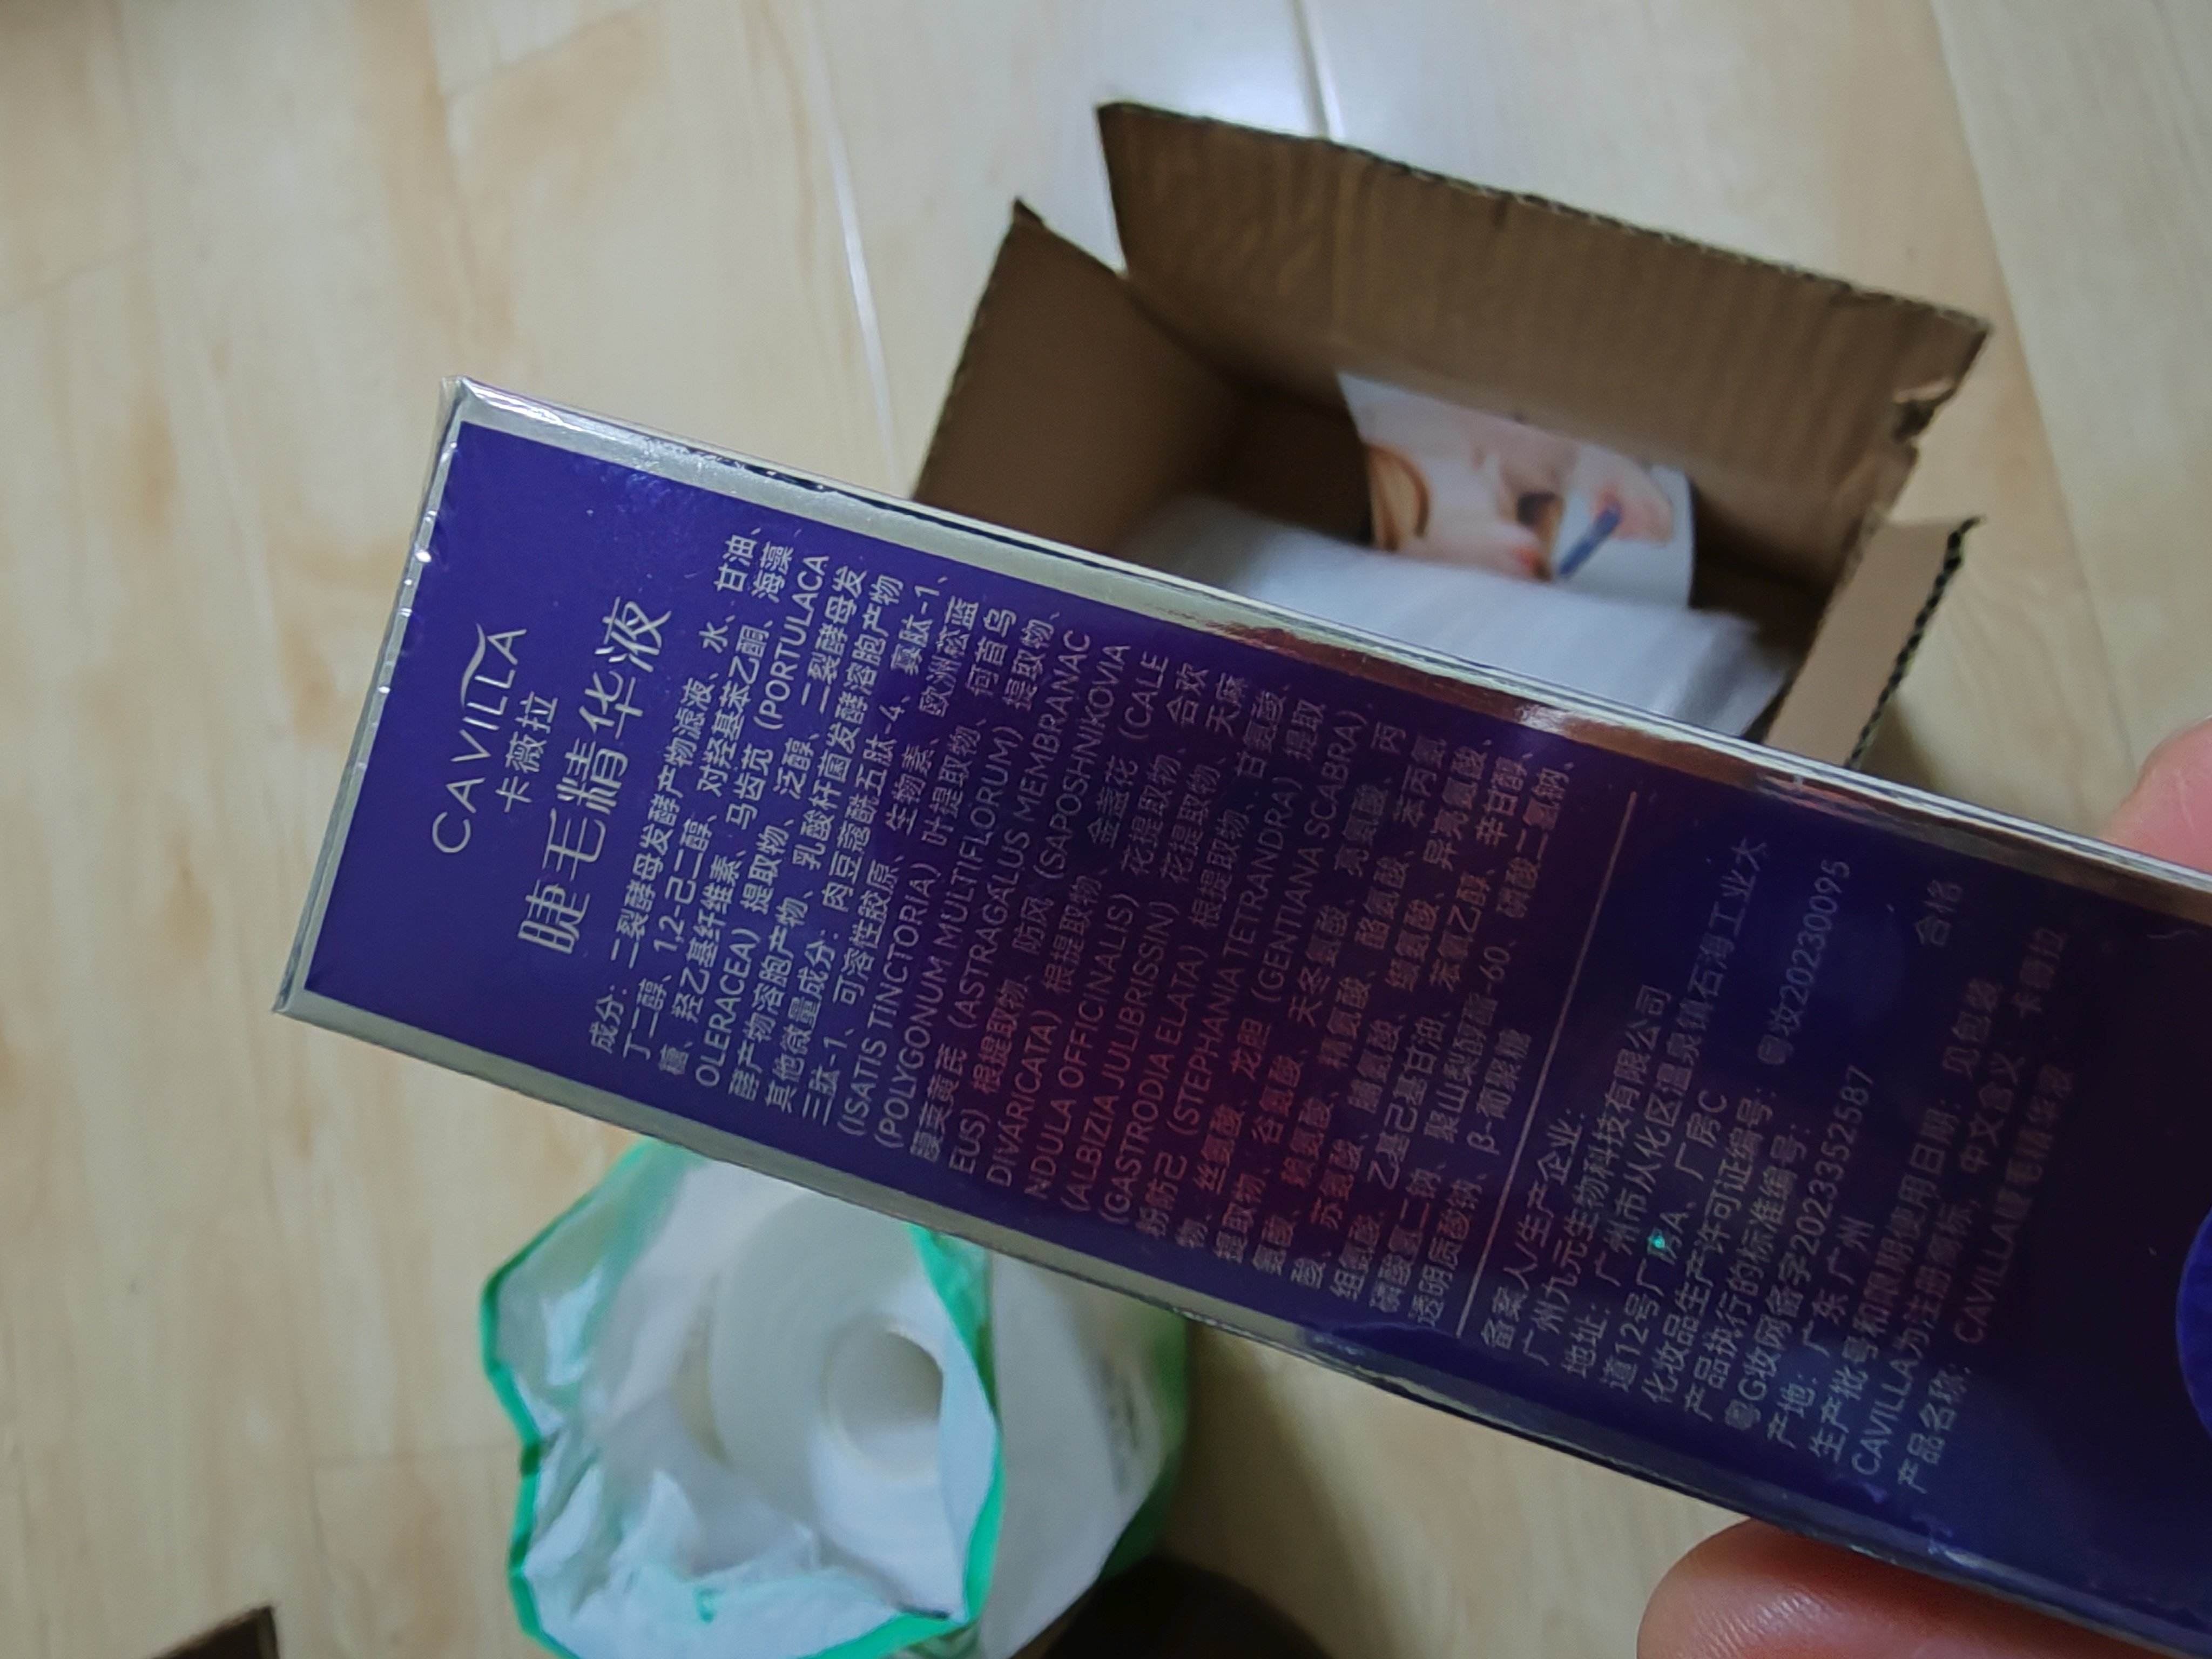 CAVILLA
卡薇拉
睫毛精华液
成分：二裂酵母发酵产物滤液、水、甘油、
丁二醇、1,2-己二醇、对羟基苯乙酮、海藻
糖、羟乙基纤维素、马齿苋 (PORTULACA
OLERACEA) 提取物、泛醇、二裂酵母发
酵产物溶胞产物、乳酸杆菌发酵溶胞产物
其他微量成分：肉豆蔻酰五肽-4、九肽-1、
三肽-1、可溶性胶原、生物素、欧洲菘蓝
(ISATIS TINCTORIA) 叶提取物、何首乌
(POLYGONUM MULTIFLORUM) 提取物、
膜荚黄芪 (ASTRAGALUS MEMBRANAC
EUS) 根提取物、防风 (SAPOSHNIKOVIA
DIVARICATA) 根提取物、金盏花 (CALE
NDULA OFFICINALIS) 花提取物、合欢
(ALBIZIA JULIBRISSIN) 花提取物、天麻
(GASTRODIA ELATA) 根提取物、甘氨酸、
粉防己 (STEPHANIA TETRANDRA) 提取
物、丝氨酸、龙胆 (GENTIANA SCABRA)
提取物、谷氨酸、天冬氨酸、亮氨酸、丙
氨酸、赖氨酸、精氨酸、酪氨酸、苯丙氨
酸、苏氨酸、脯氨酸、缬氨酸、异亮氨酸、
组氨酸、乙基己基甘油、苯氧乙醇、辛甘醇、
磷酸氢二钠、聚山梨醇酯-60、磷酸二氢钠、
透明质酸钠、β-葡聚糖
备案人/生产企业：
广州九元生物科技有限公司
地址：广州市从化区温泉镇石海工业大
道12号厂房A、厂房C
化妆品生产许可证编号：粤妆20230095
产品执行的标准编号：
粤G妆网备字2023352587
产地：广东广州
生产批号和限期使用日期：见包装 合格
CAVILLA为注册商标，中文含义：卡薇拉
产品名称：CAVILLA睫毛精华液